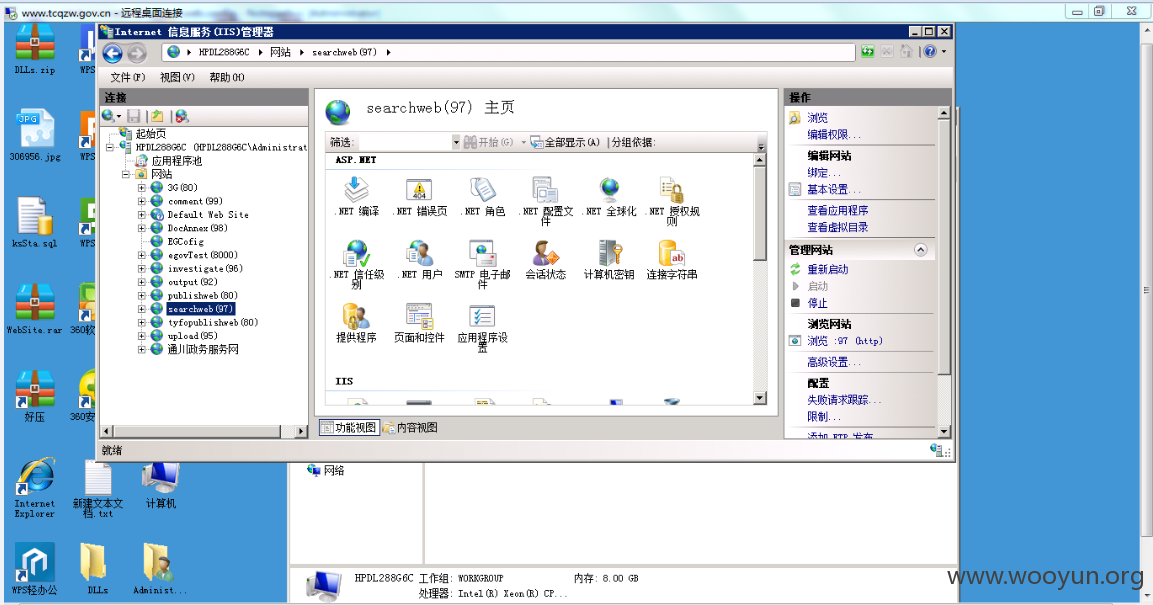 www.tcqzw.gov.cn - 远程桌面连接
DLLs.zip
WPS
306956.jpg
WPS
ksSta.sql
WPS
WebSite.rar
360软
好压
360安
Internet Explorer
新建文本文档.txt
计算机
WPS轻办公
DLLs
Administ...
Internet 信息服务(IIS)管理器
HPDL288G6C
网站
searchweb(97)
文件(F)
视图(V)
帮助(H)
连接
起始页
HPDL288G6C (HPDL288G6C\Administrat
应用程序池
网站
3G(80)
comment(99)
Default Web Site
DocAnnex(98)
EGCofig
egovTest(8000)
investigate(96)
output(92)
publishweb(80)
searchweb(97)
tyfopublishweb(80)
upload(95)
通川政务服务网
就绪
searchweb(97) 主页
筛选:
开始(G)
全部显示(A)
分组依据:
ASP.NET
.NET 编译
.NET 错误页
.NET 角色
.NET 配置文件
.NET 全球化
.NET 授权规则
.NET 信任级别
.NET 用户
SMTP 电子邮件
会话状态
计算机密钥
连接字符串
提供程序
页面和控件
应用程序设置
IIS
功能视图
内容视图
操作
浏览
编辑权限...
编辑网站
绑定...
基本设置...
查看应用程序
查看虚拟目录
管理网站
重新启动
启动
停止
浏览网站
浏览 :97 (http)
高级设置...
配置
失败请求跟踪...
限制...
添加 FTP 发布
网络
HPDL288G6C 工作组: WORKGROUP
内存: 8.00 GB
处理器: Intel(R) Xeon(R) CP...
www.wooyun.org